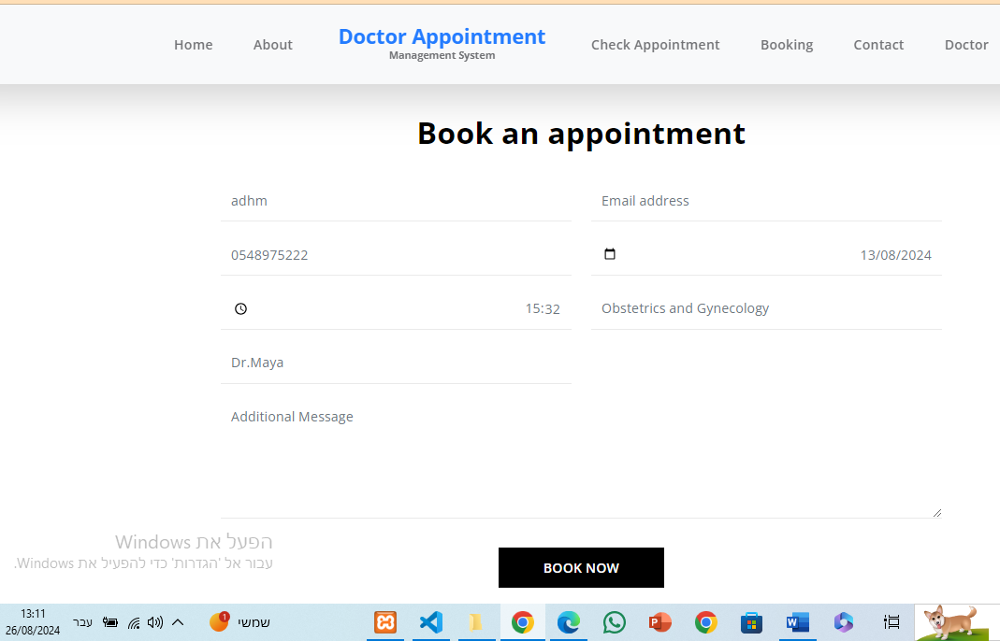 Home About Doctor Appointment Check Appointment Booking Contact Doctor
Management System
Book an appointment
adhm Email address
0548975222 13/08/2024
15:32 Obstetrics and Gynecology
Dr.Maya
Additional Message
הפעל את Windows
עבור אל 'הגדרות' כדי להפעיל את Windows.
BOOK NOW
13:11
26/08/2024
עבר
1
שמשי